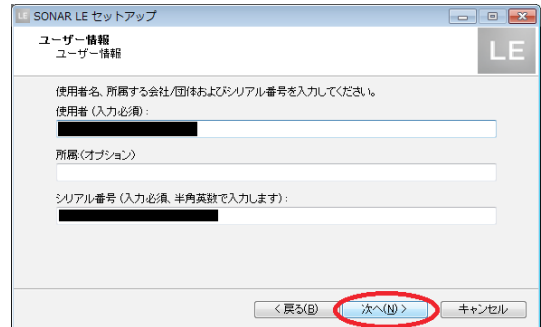 LE SONAR LE セットアップ
ユーザー情報
ユーザー情報
LE
使用者名、所属する会社/団体およびシリアル番号を入力してください。
使用者 (入力必須):
所属:(オプション)
シリアル番号 (入力必須、半角英数で入力します):
< 戻る(B) 次へ(N) > キャンセル